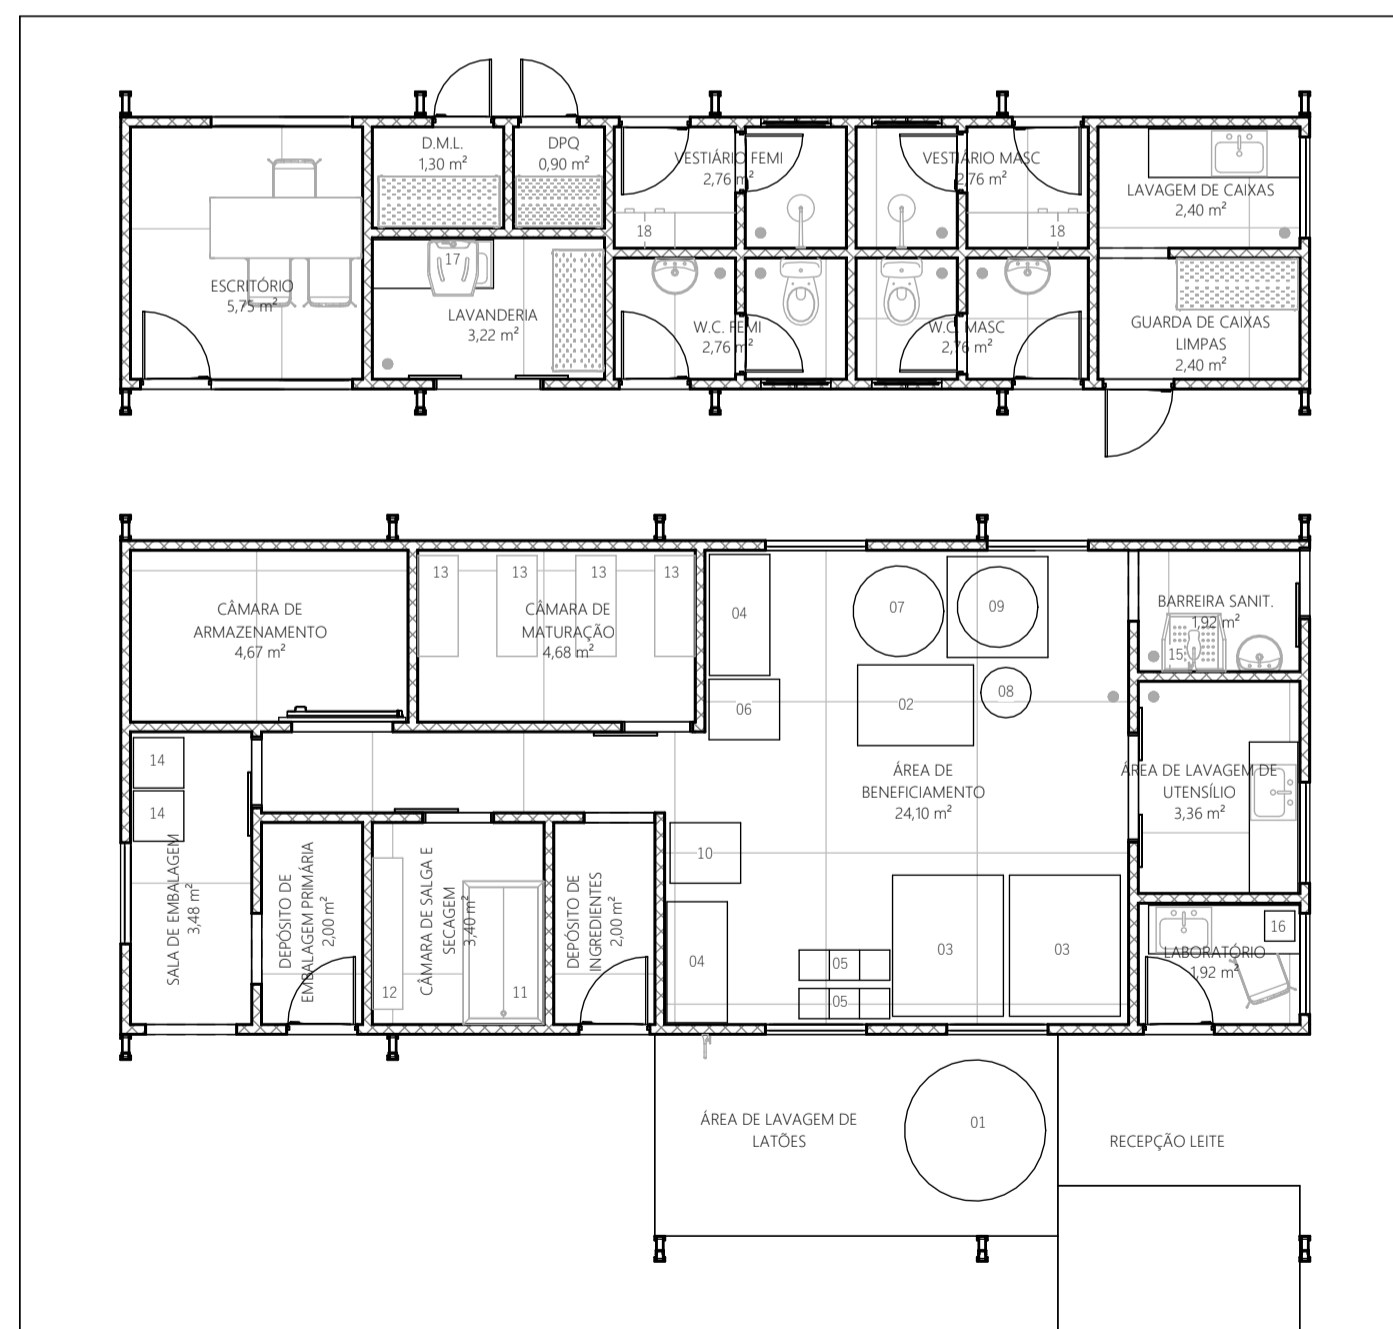 D.M.L.
1,30 m²
DPQ
0,90 m²
VESTIÁRIO FEMI
2,76 m²
VESTIÁRIO MASC
2,76 m²
LAVAGEM DE CAIXAS
2,40 m²
18
18
17
ESCRITÓRIO
5,75 m²
LAVANDERIA
3,22 m²
W.C. FEMI
2,76 m²
W.C. MASC
2,76 m²
GUARDA DE CAIXAS
LIMPAS
2,40 m²
CÂMARA DE
ARMAZENAMENTO
4,67 m²
13
13
13
13
CÂMARA DE
MATURAÇÃO
4,68 m²
04
07
09
BARREIRA SANIT.
1,92 m²
15
06
02
08
14
14
ÁREA DE
BENEFICIAMENTO
24,10 m²
ÁREA DE LAVAGEM DE
UTENSÍLIO
3,36 m²
SALA DE EMBALAGEM
3,48 m²
DEPÓSITO DE
EMBALAGEM PRIMÁRIA
2,00 m²
CÂMARA DE SALGA E
SECAGEM
3,40 m²
DEPÓSITO DE
INGREDIENTES
2,00 m²
10
12
11
04
05
05
03
03
16
LABORATÓRIO
1,92 m²
ÁREA DE LAVAGEM DE
LATÕES
01
RECEPÇÃO LEITE